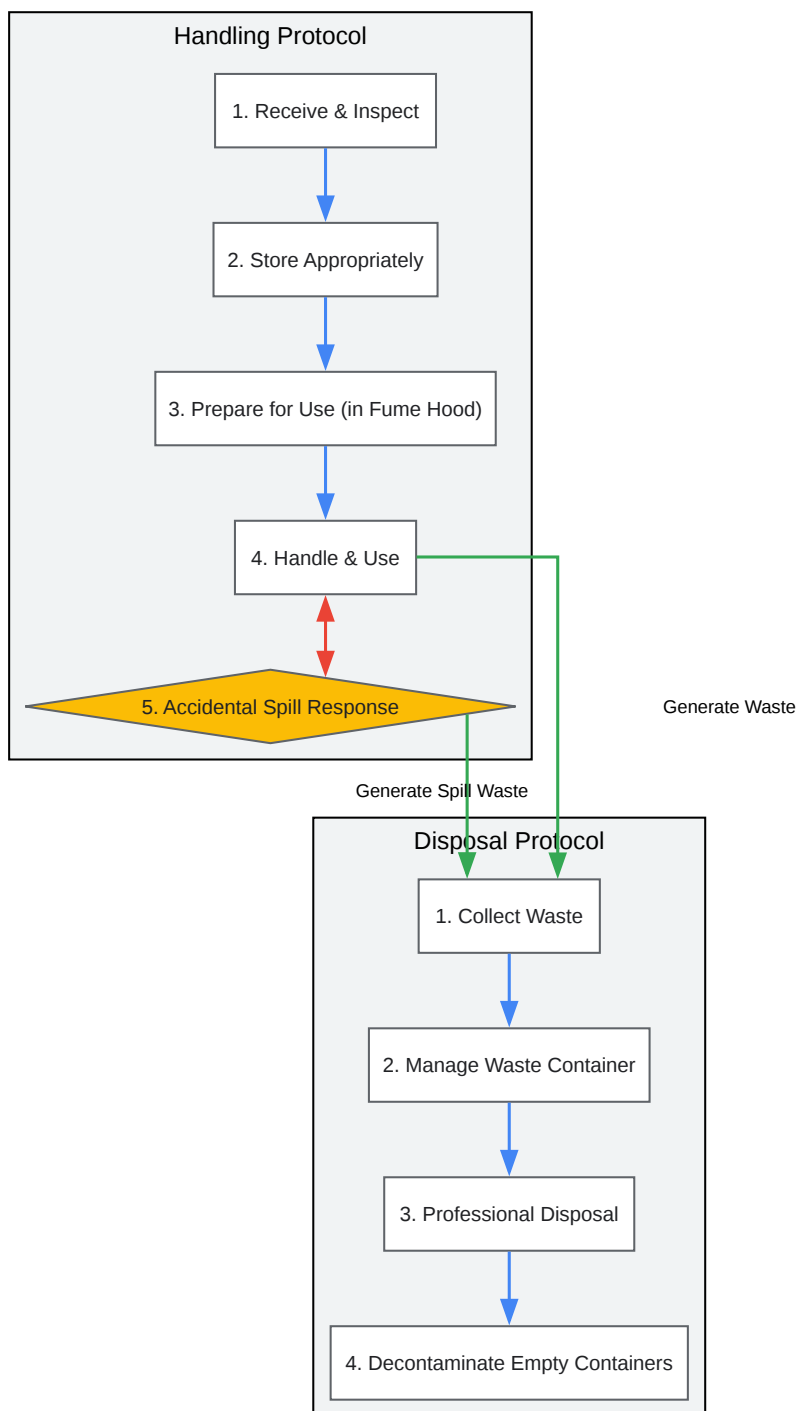 Handling Protocol
1. Receive & Inspect
2. Store Appropriately
3. Prepare for Use (in Fume Hood)
4. Handle & Use
5. Accidental Spill Response
Generate Waste
Generate Spill Waste
Disposal Protocol
1. Collect Waste
2. Manage Waste Container
3. Professional Disposal
4. Decontaminate Empty Containers